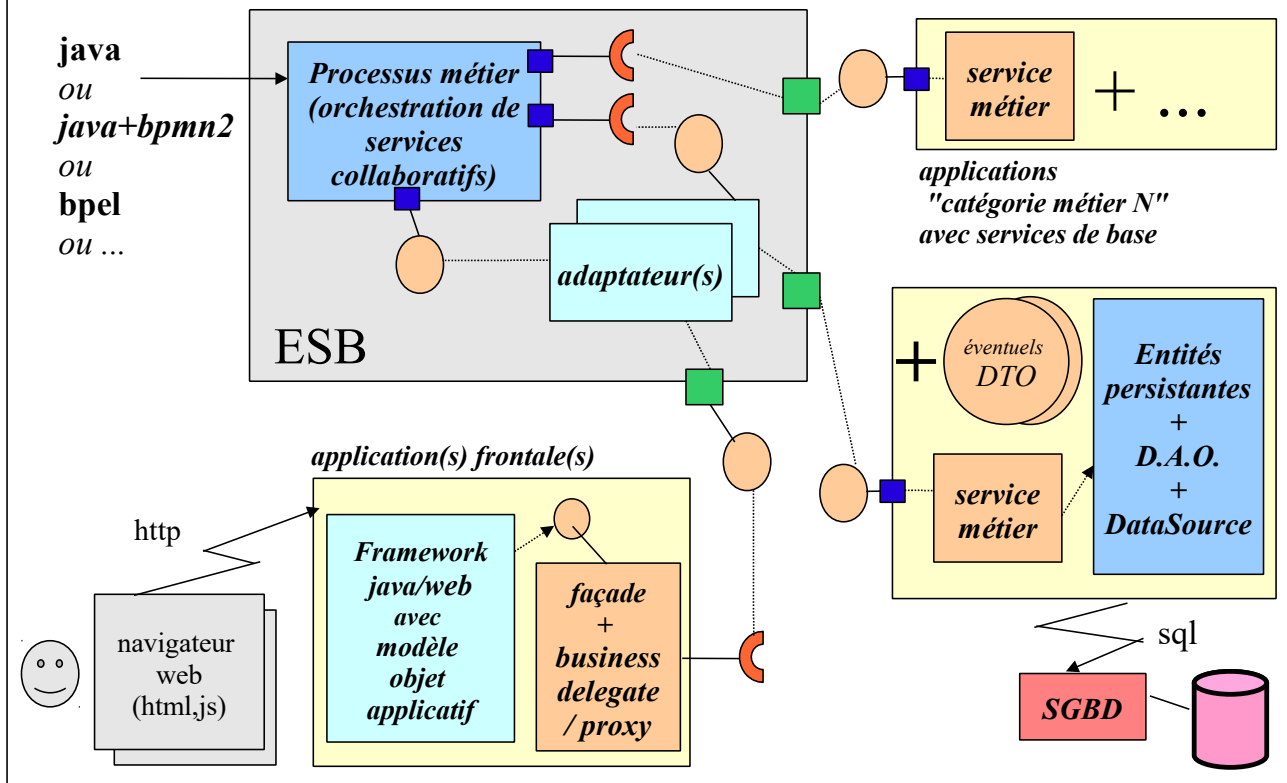 java
ou
java+bpmn2
ou
bpel
ou ...
Processus métier
(orchestration de
services
collaboratifs)
adaptateur(s)
ESB
service
métier
+ ...
applications
"catégorie métier N"
avec services de base
+
éventuels
DTO
service
métier
Entités
persistantes
+
D.A.O.
+
DataSource
sql
SGBD
application(s) frontale(s)
http
navigateur
web
(html,js)
Framework
java/web
avec
modèle
objet
applicatif
façade
+
business
delegate
/ proxy